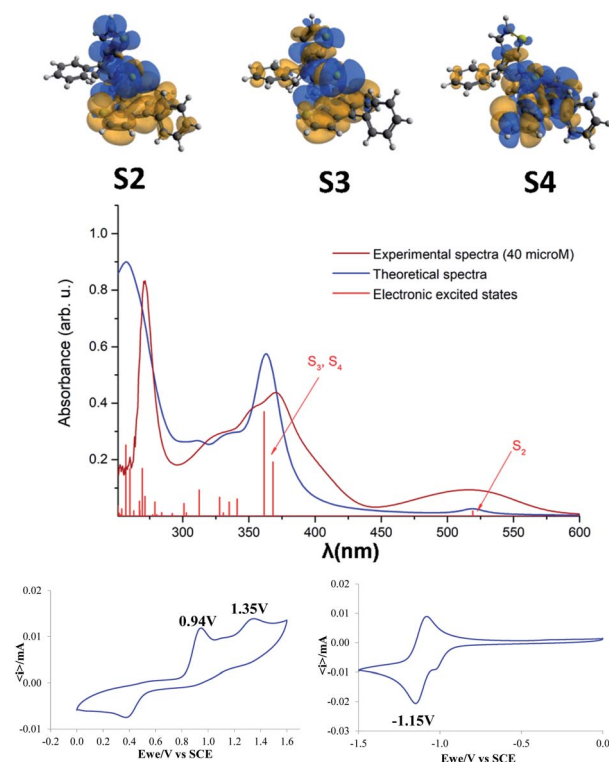 S2 S3 S4
Absorbance (arb. u.)
1.0
0.8
0.6
0.4
0.2
Experimental spectra (40 microM)
Theoretical spectra
Electronic excited states
S3, S4
S2
300 350 400 450 500 550 600
λ(nm)
<i>/mA
0.02
0.01
0.00
-0.01
0.94V
1.35V
-0.2 0.0 0.2 0.4 0.6 0.8 1.0 1.2 1.4 1.6
Ewe/V vs SCE
<i>/mA
0.02
0.01
0.00
-0.01
-0.02
-0.03
-1.15V
-1.5 -1.0 -0.5 0.0
Ewe/V vs SCE